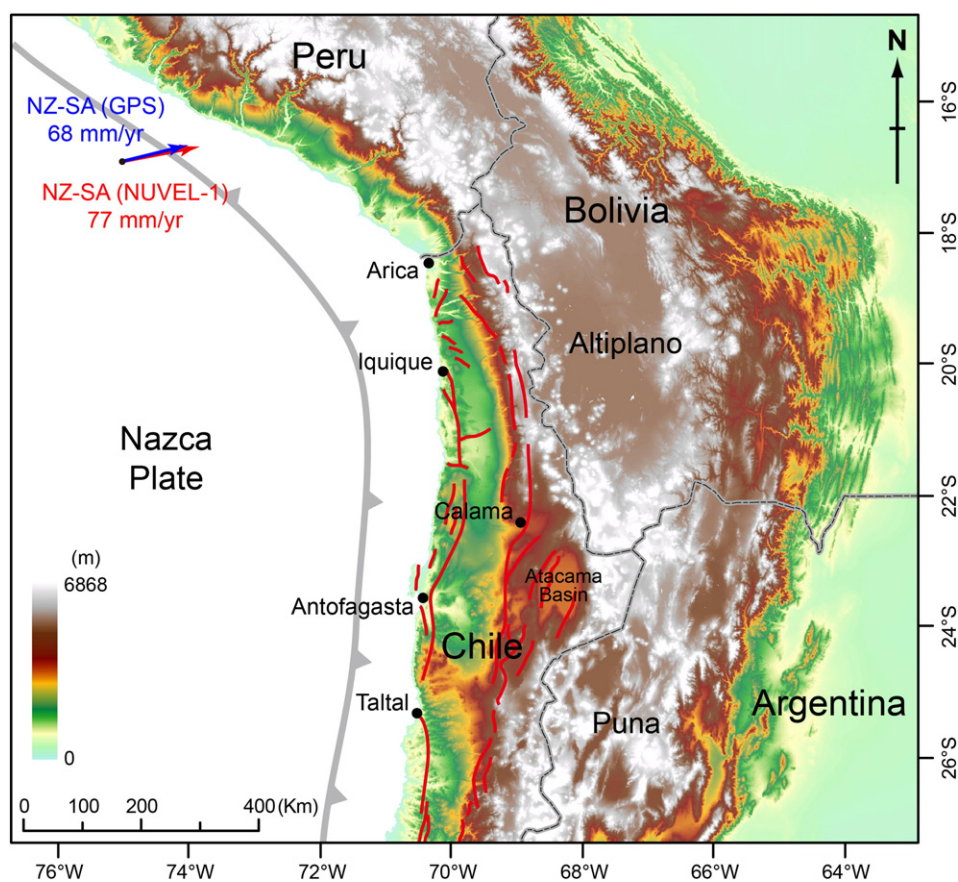 Peru
N
NZ-SA (GPS)
68 mm/yr
NZ-SA (NUVEL-1)
77 mm/yr
16°S
Bolivia
18°S
Arica
Altiplano
Iquique
20°S
Nazca
Plate
22°S
Calama
(m)
6868
Atacama
Basin
Antofagasta
24°S
Chile
Taltal
Puna
Argentina
0
26°S
0
100
200
400 (Km)
76°W
74°W
72°W
70°W
68°W
66°W
64°W